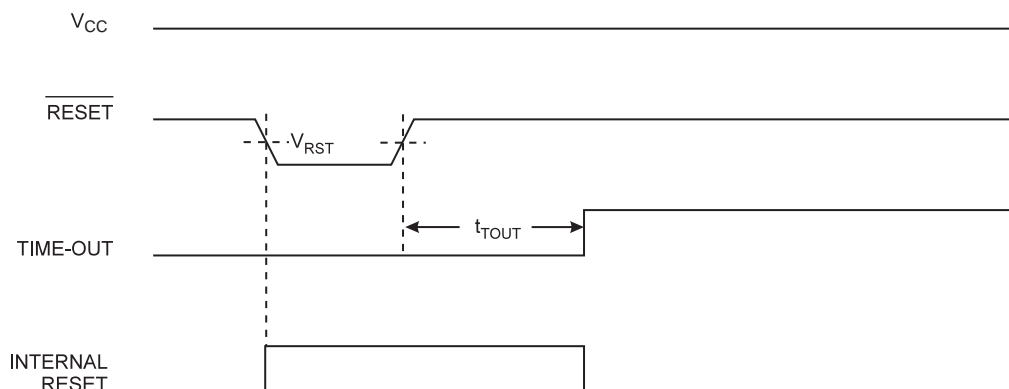 VCC
RESET
VRST
tTOUT
TIME-OUT
INTERNAL
RESET